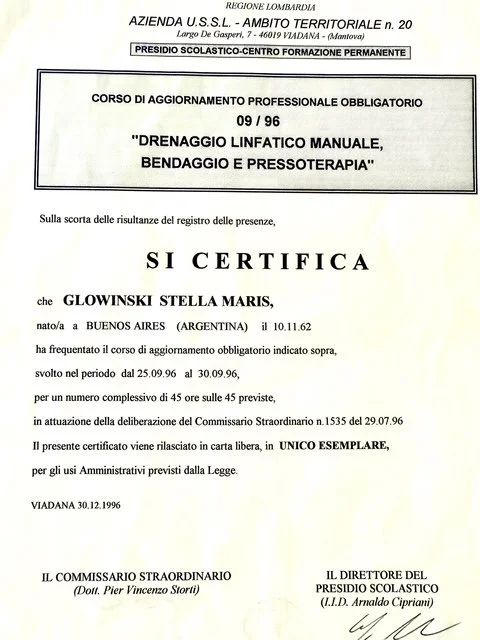 REGIONE LOMBARDIA
AZIENDA U.S.S.L. - AMBITO TERRITORIALE n. 20
Largo De Gasperi, 7 - 46019 VIADANA - (Mantova)
PRESIDIO SCOLASTICO-CENTRO FORMAZIONE PERMANENTE
CORSO DI AGGIORNAMENTO PROFESSIONALE OBBLIGATORIO
09 / 96
"DRENAGGIO LINFATICO MANUALE,
BENDAGGIO E PRESSOTERAPIA"
Sulla scorta delle risultanze del registro delle presenze,
SI CERTIFICA
che GLOWINSKI STELLA MARIS,
nato/a a BUENOS AIRES (ARGENTINA) il 10.11.62
ha frequentato il corso di aggiornamento obbligatorio indicato sopra,
svolto nel periodo dal 25.09.96 al 30.09.96,
per un numero complessivo di 45 ore sulle 45 previste,
in attuazione della deliberazione del Commissario Straordinario n.1535 del 29.07.96
Il presente certificato viene rilasciato in carta libera, in UNICO ESEMPLARE,
per gli usi Amministrativi previsti dalla Legge.
VIADANA 30.12.1996
IL COMMISSARIO STRAORDINARIO
(Dott. Pier Vincenzo Storti)
IL DIRETTORE DEL
PRESIDIO SCOLASTICO
(I.I.D. Arnaldo Cipriani)